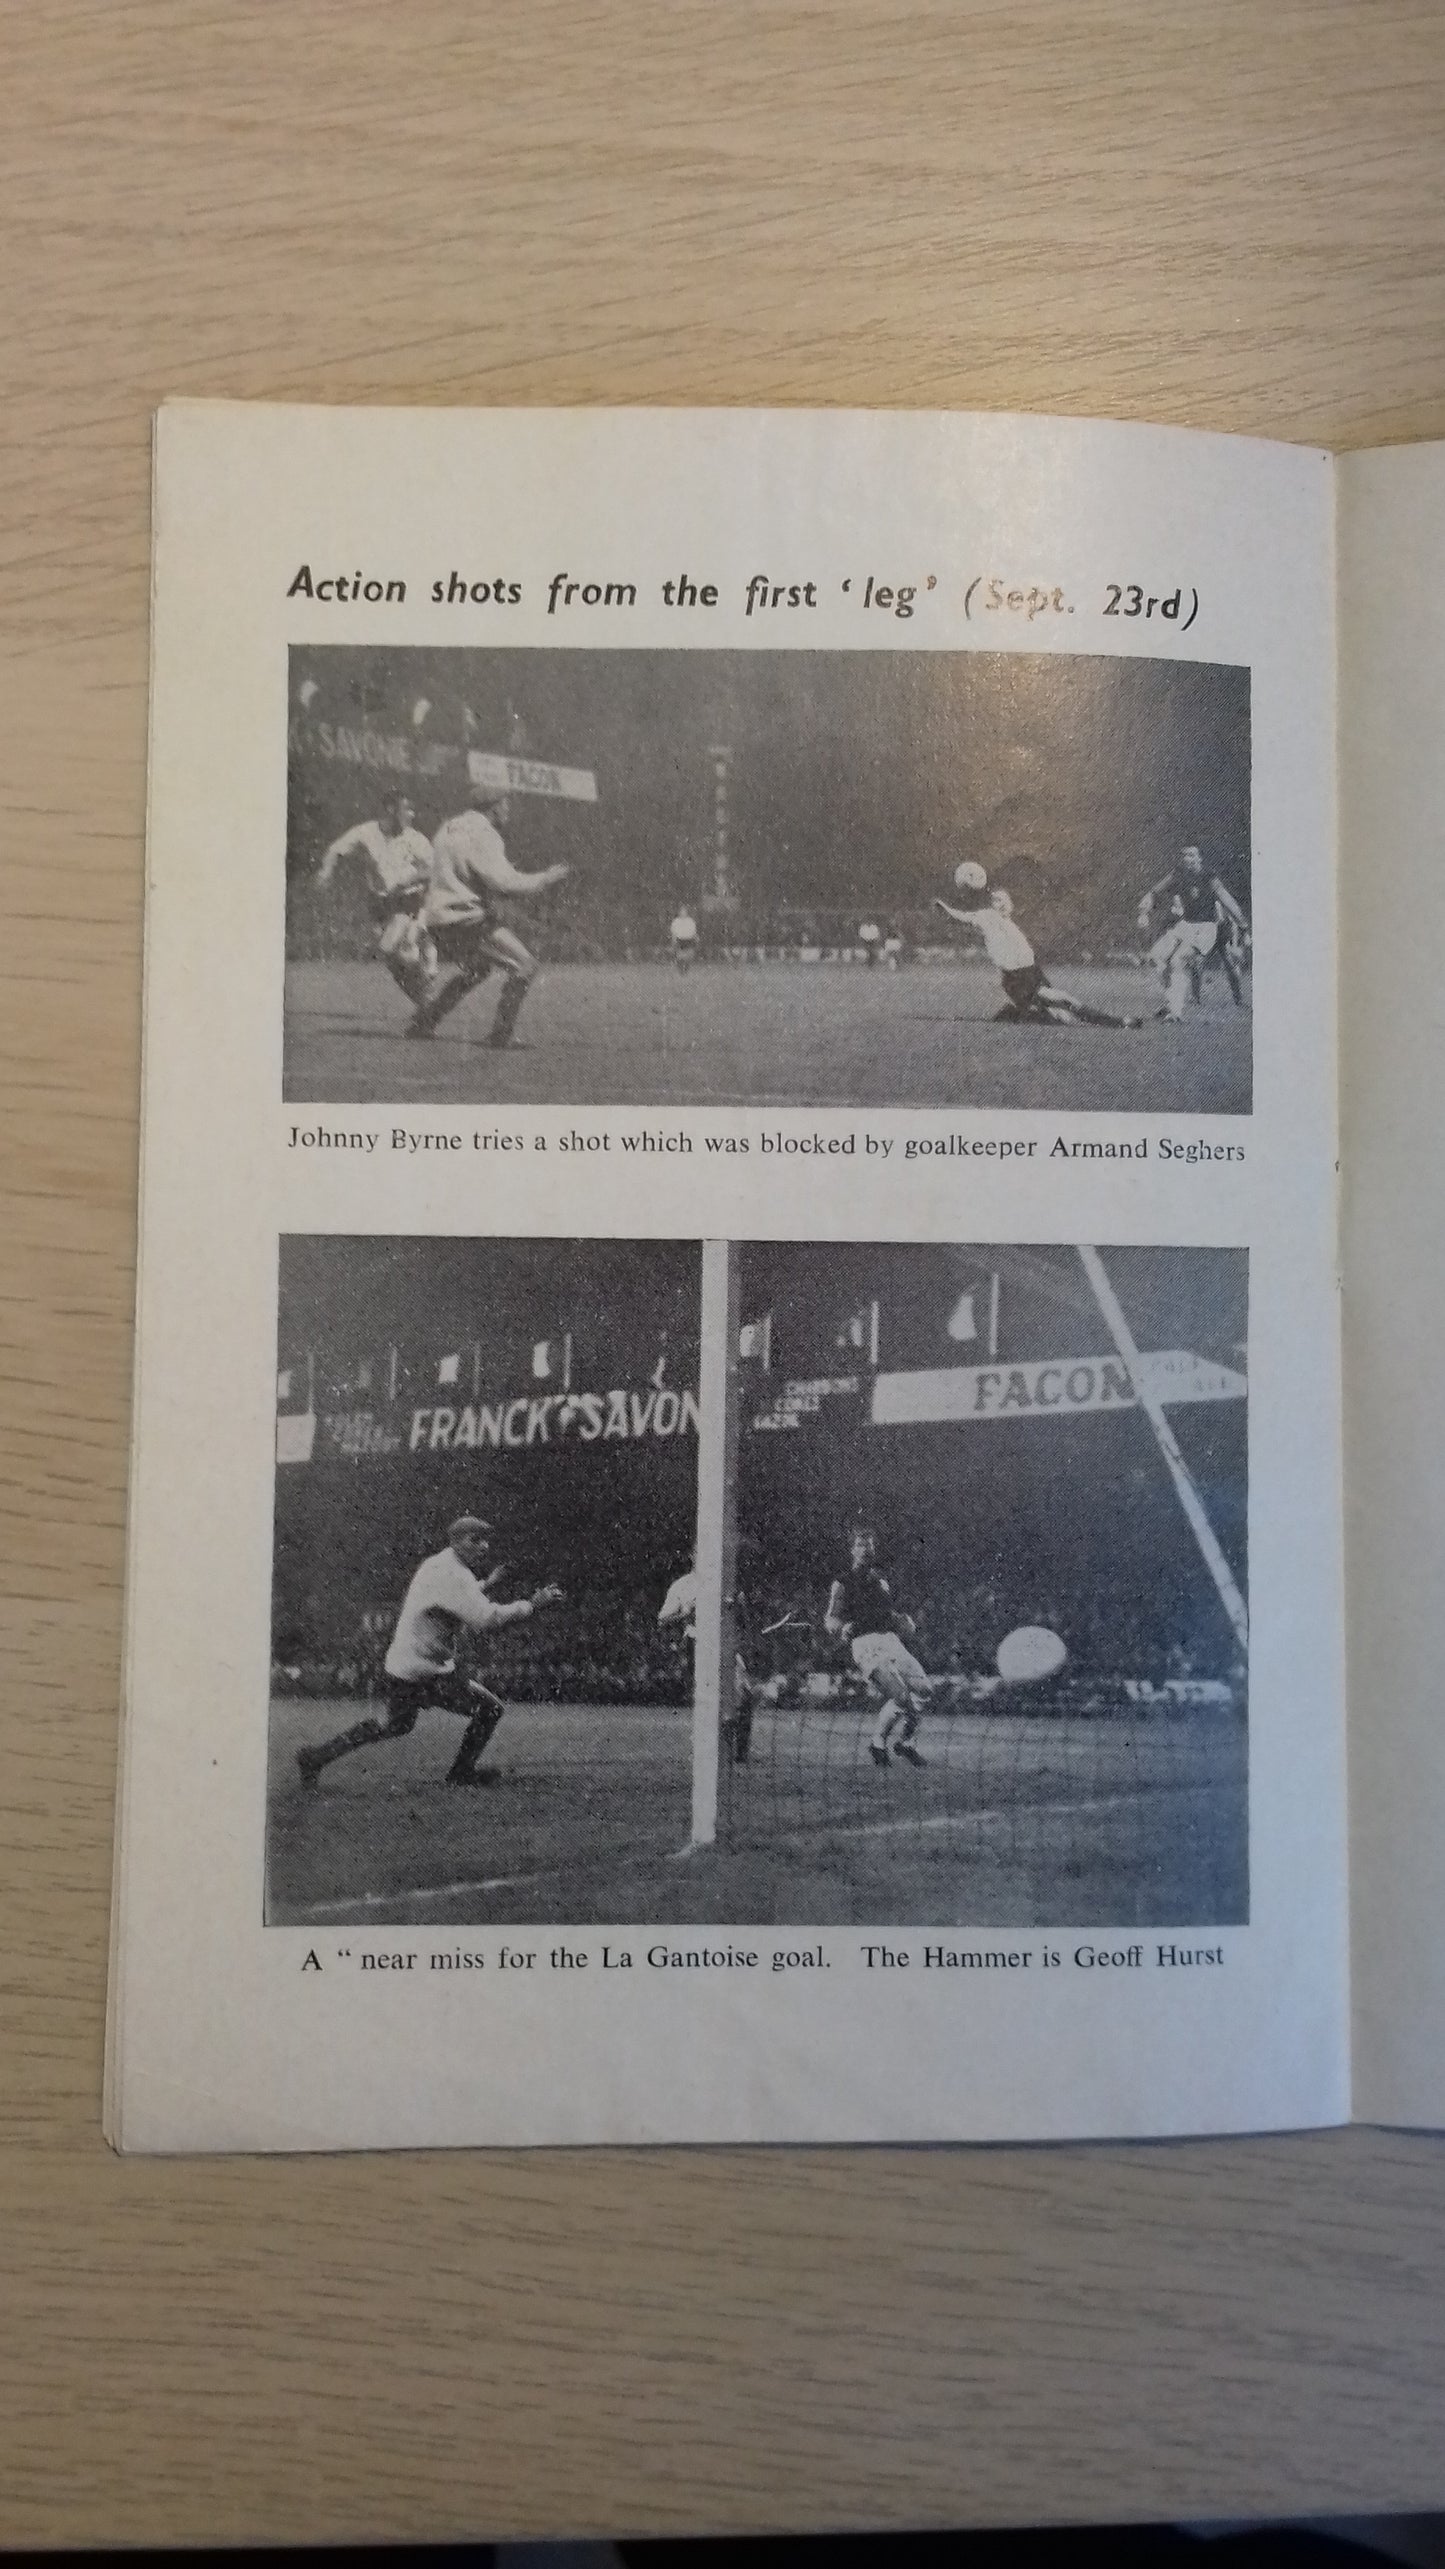 Action shots from the first ‘leg’ (Sept. 23rd)
SAVONIE
FACON
Johnny Byrne tries a shot which was blocked by goalkeeper Armand Seghers
FRANCK SAVON
FACON
A “ near miss for the La Gantoise goal. The Hammer is Geoff Hurst